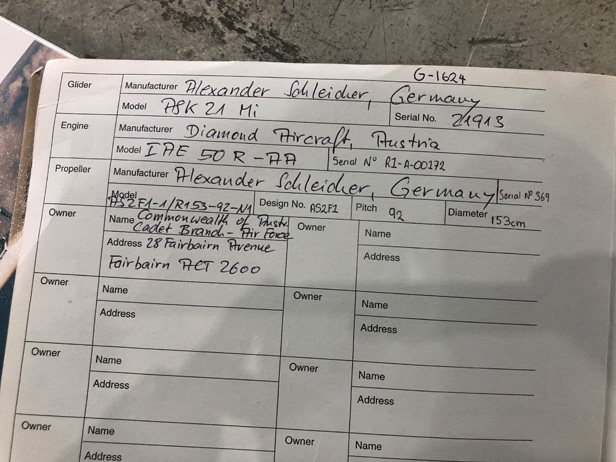 G-1624
Glider Manufacturer Alexander Schleicher, Germany
Model ASK 21 Mi Serial No. 21913
Engine Manufacturer Diamond Aircraft, Austria
Model IAE 50 R-AA Serial No R1-A-00172
Propeller Manufacturer Alexander Schleicher, Germany Serial No S69
Model AS2F1-1/R153-92-N1 Design No. AS2F1 Pitch 92 Diameter 153cm
Owner Name Commonwealth of Austr.
Cadet Branch - Air Force
Address 28 Fairbairn Avenue
Fairbairn ACT 2600
Owner Name
Address
Owner Name
Address
Owner Name
Address
Owner Name
Address
Owner Name
Address
Owner Name
Address
Owner Name